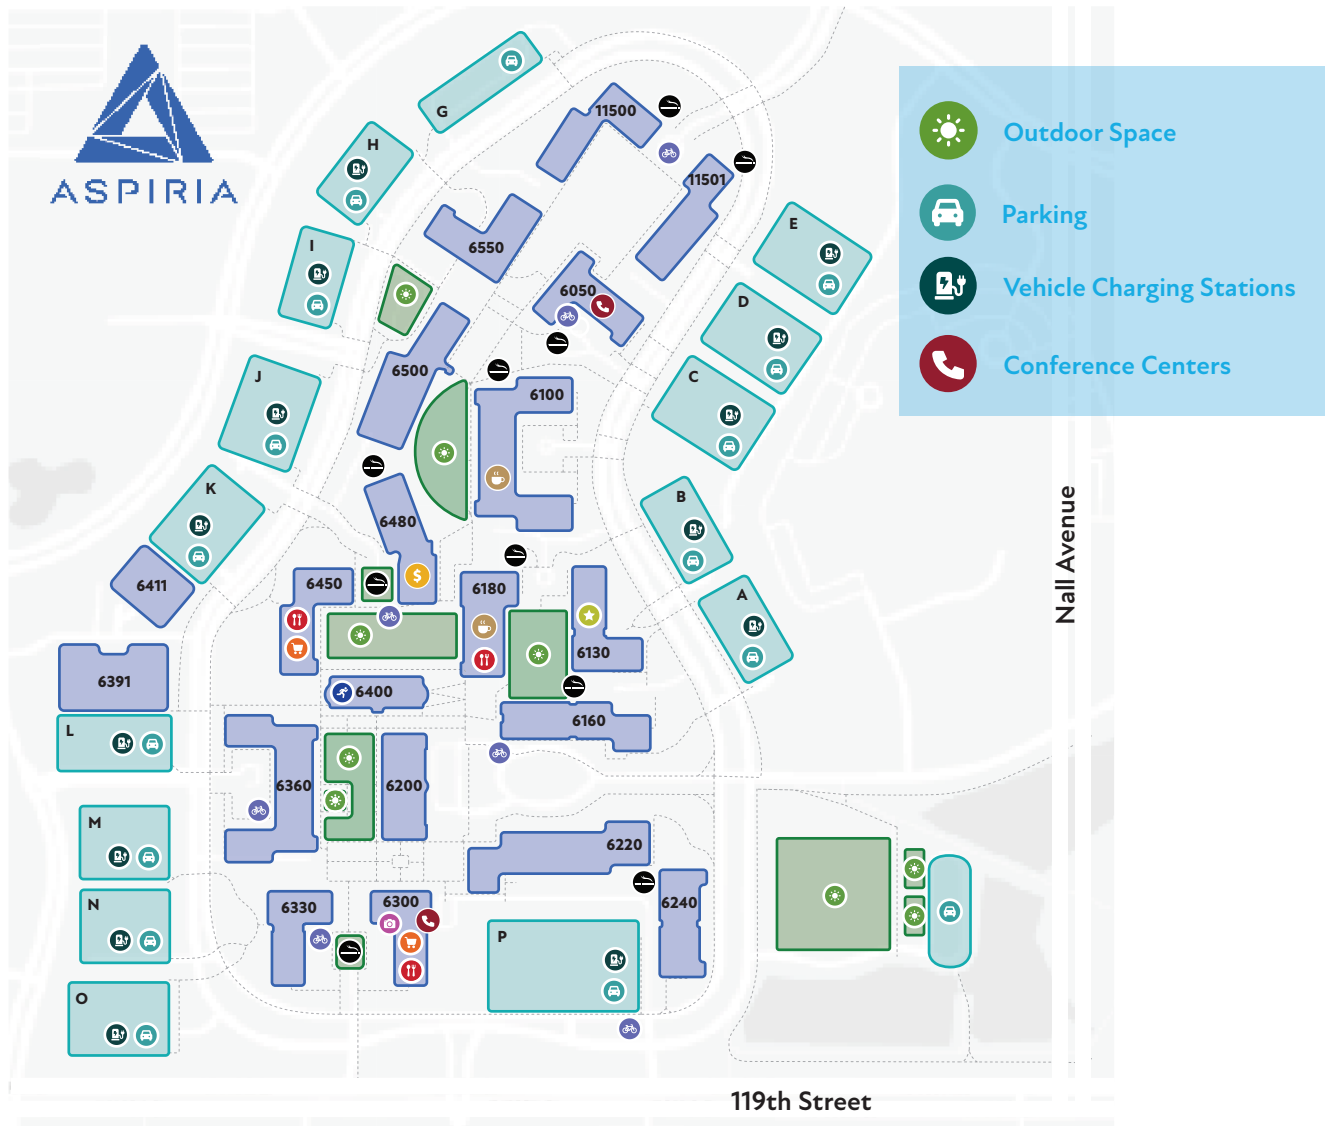 ASPIRIA
G
11500
H
11501
I
6550
E
6050
D
6500
J
C
6100
K
B
6480
6411
6450
6180
A
6130
6391
6400
6160
L
6360
6200
M
6220
N
6330
6300
6240
P
O
$
Outdoor Space
Parking
Vehicle Charging Stations
Conference Centers
Nall Avenue
119th Street